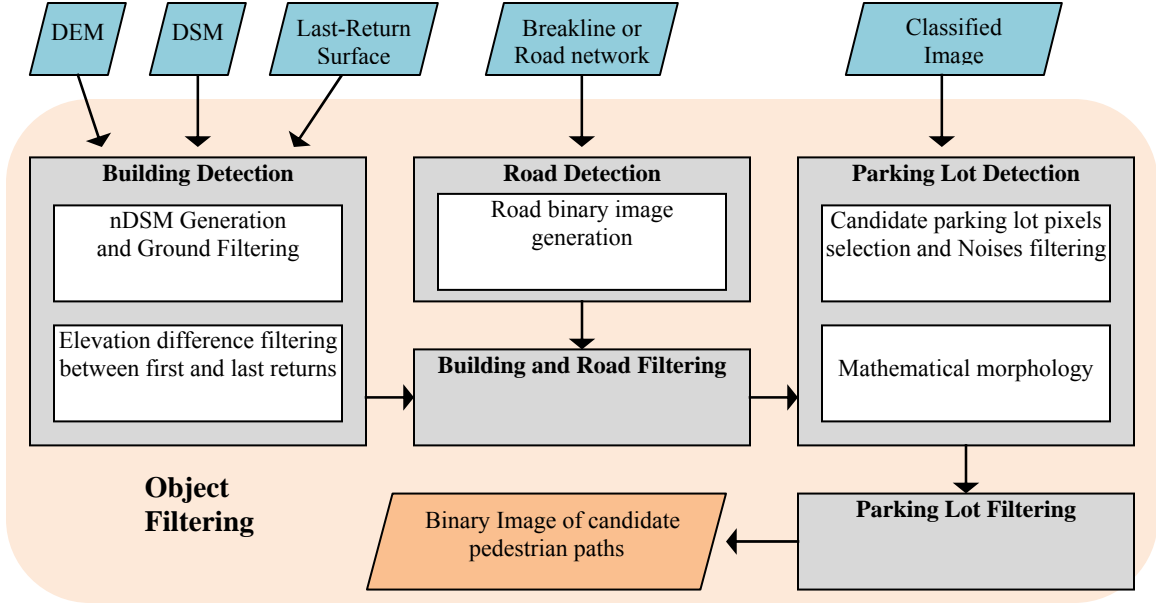 DEM
DSM
Last-Return
Surface
Breakline or
Road network
Classified
Image
Building Detection
nDSM Generation
and Ground Filtering
Elevation difference filtering
between first and last returns
Road Detection
Road binary image
generation
Building and Road Filtering
Parking Lot Detection
Candidate parking lot pixels
selection and Noises filtering
Mathematical morphology
Parking Lot Filtering
Object
Filtering
Binary Image of candidate
pedestrian paths